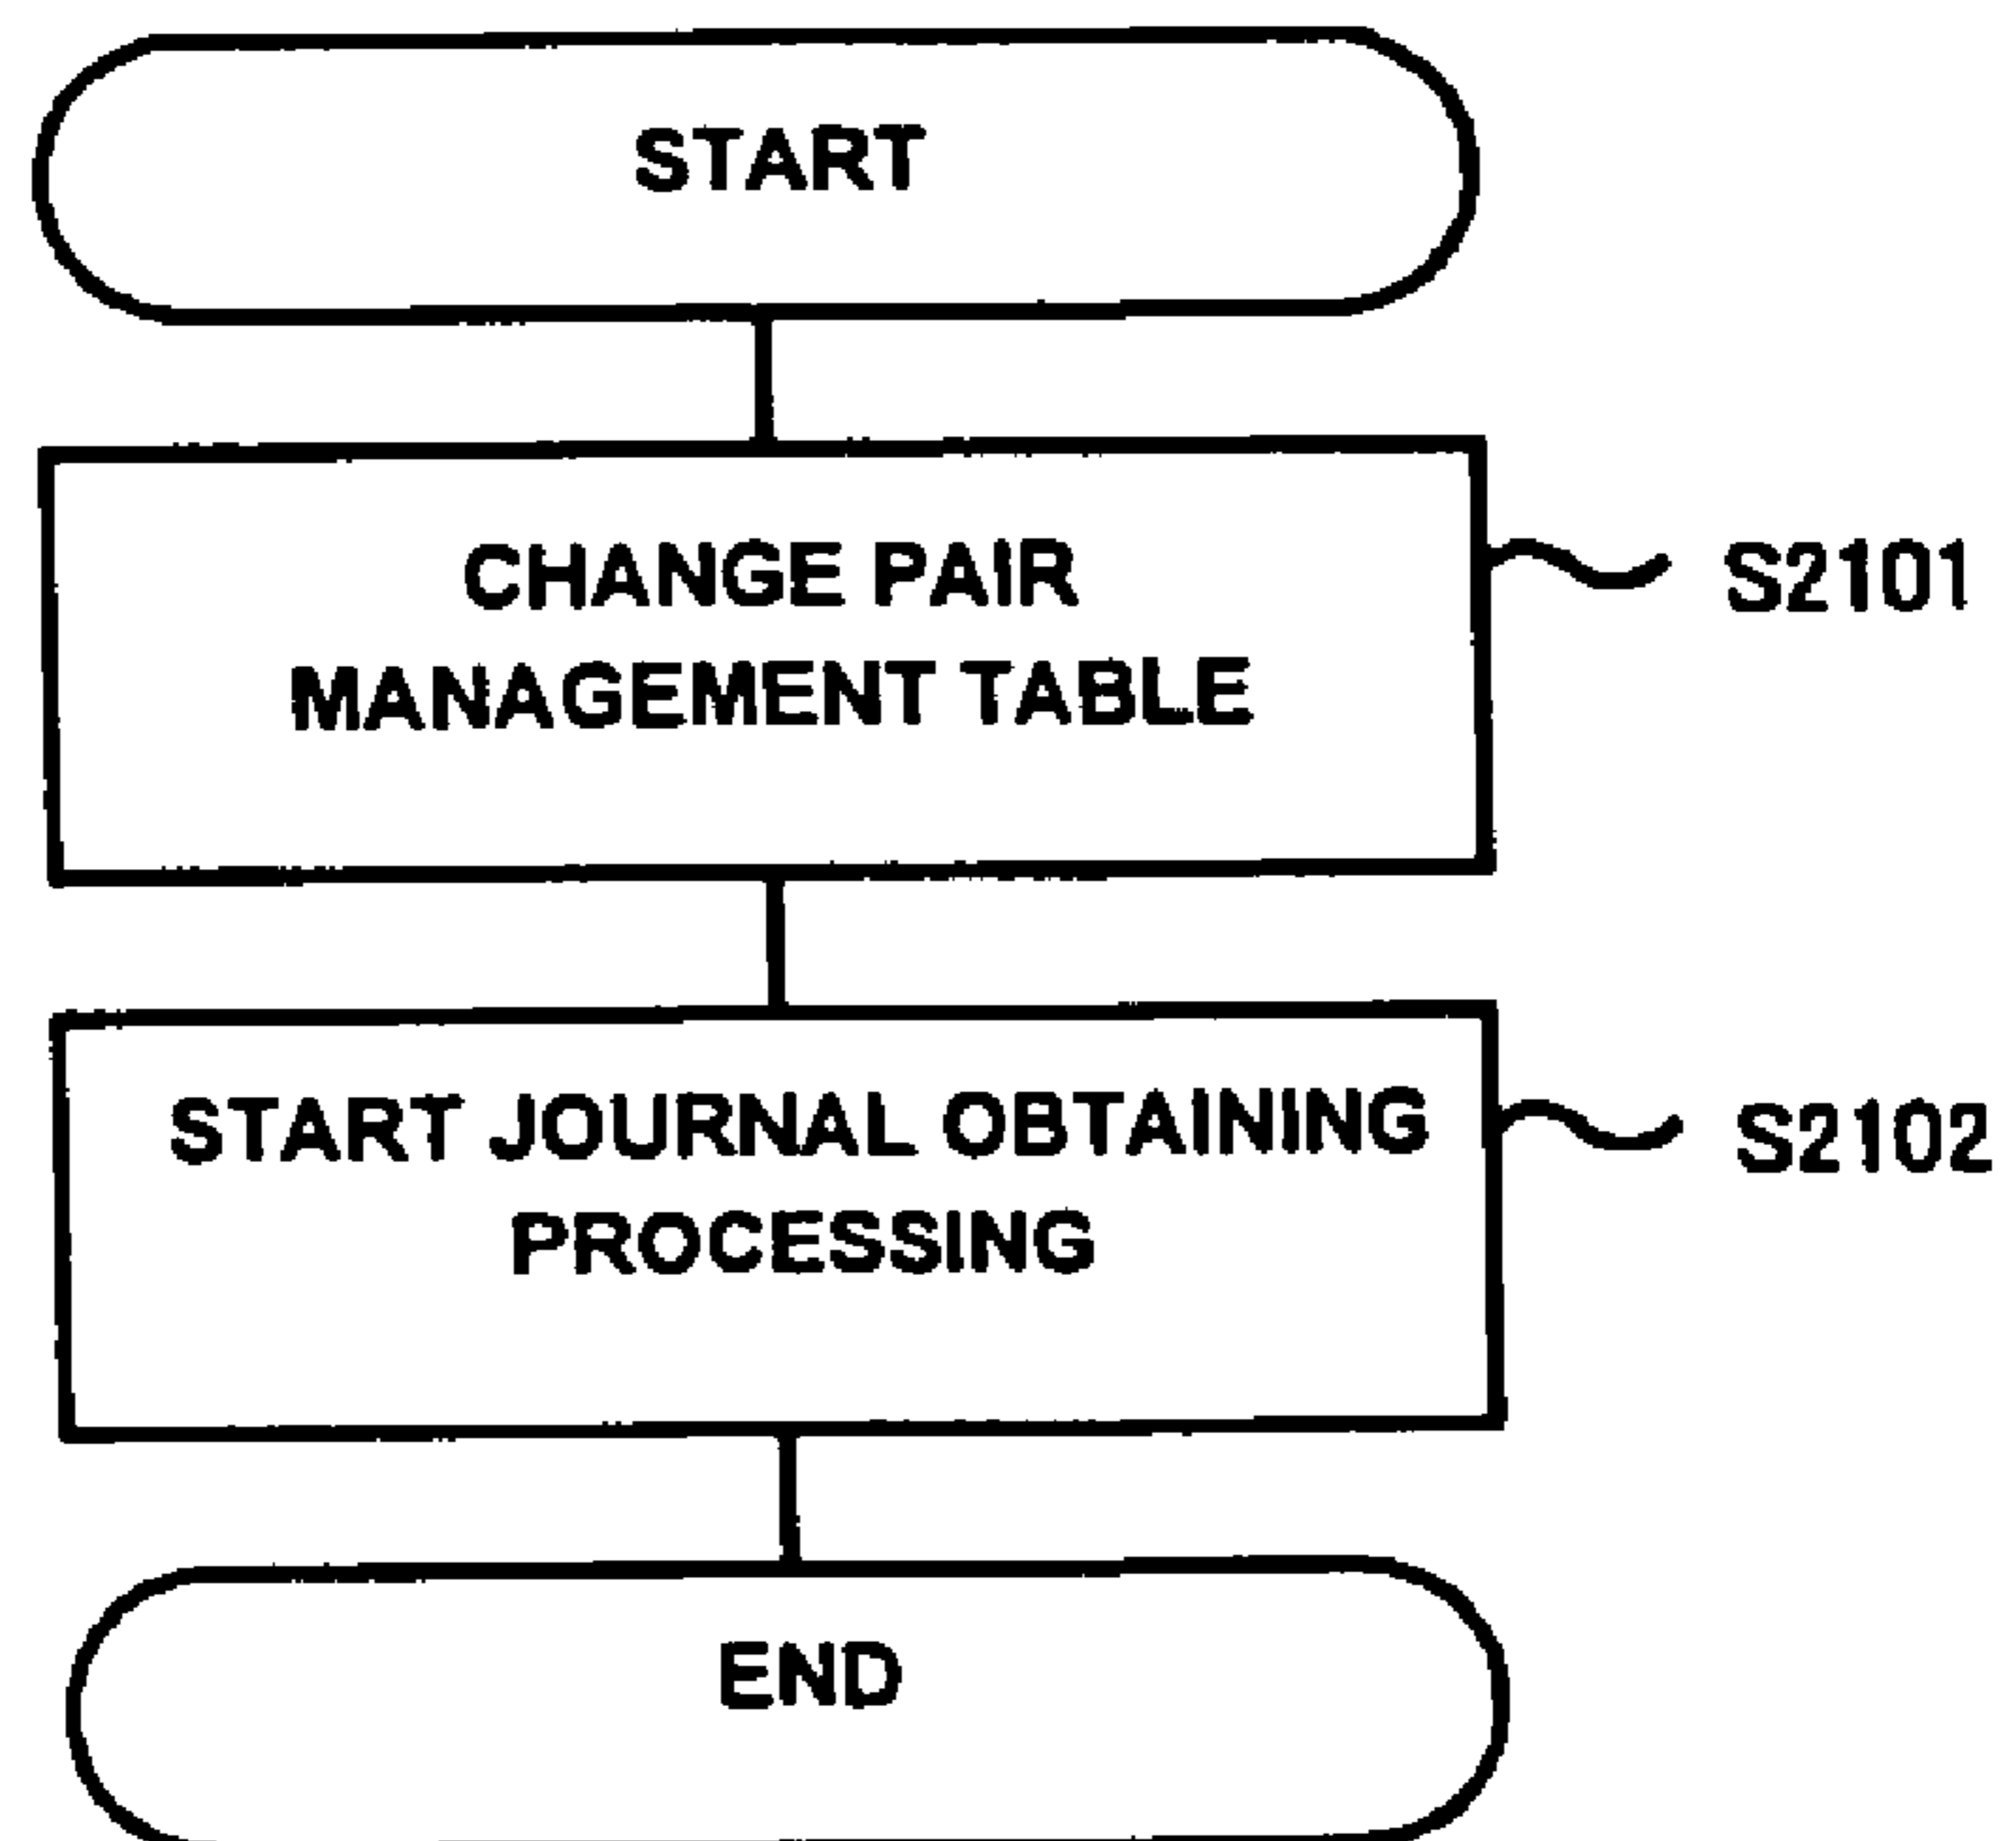 START
CHANGE PAIR
MANAGEMENT TABLE
S2101
START JOURNAL OBTAINING
PROCESSING
S2102
END